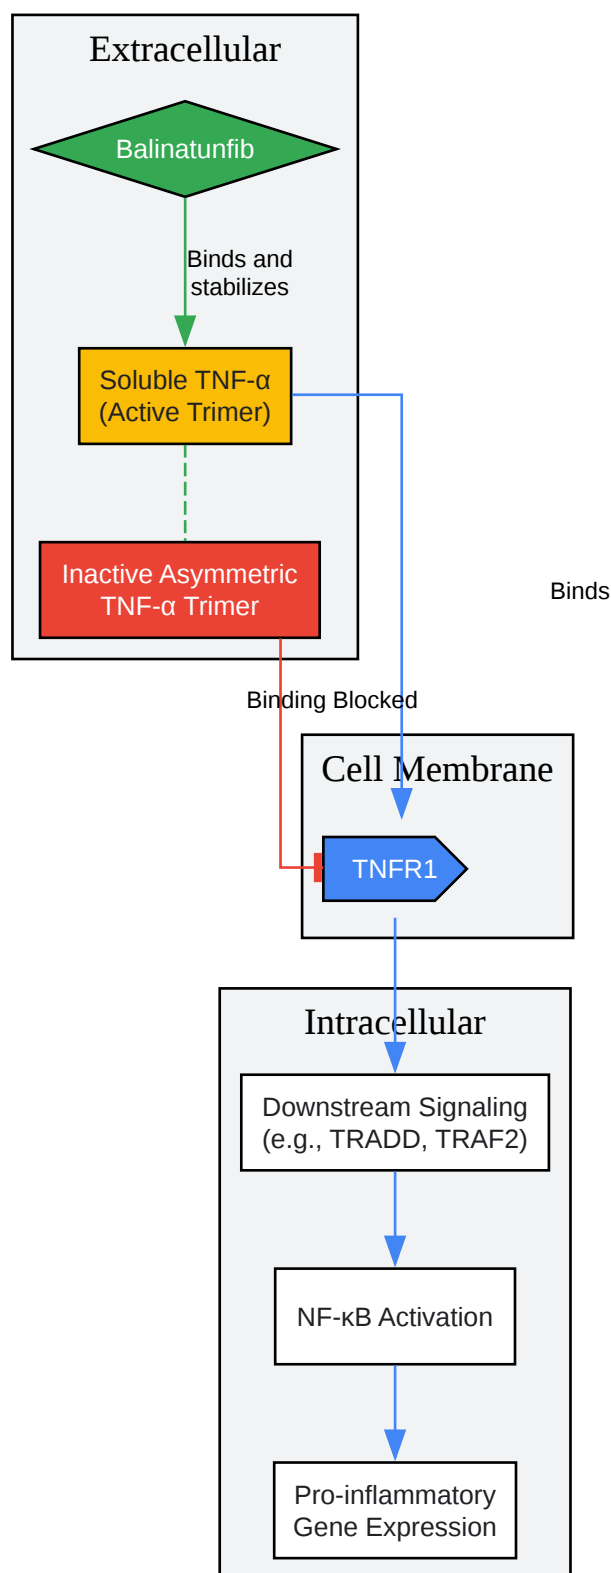 Extracellular
Balinatunfib
Binds and
stabilizes
Soluble TNF-α
(Active Trimer)
Inactive Asymmetric
TNF-α Trimer
Binds
Binding Blocked
Cell Membrane
TNFR1
Intracellular
Downstream Signaling
(e.g., TRADD, TRAF2)
NF-κB Activation
Pro-inflammatory
Gene Expression